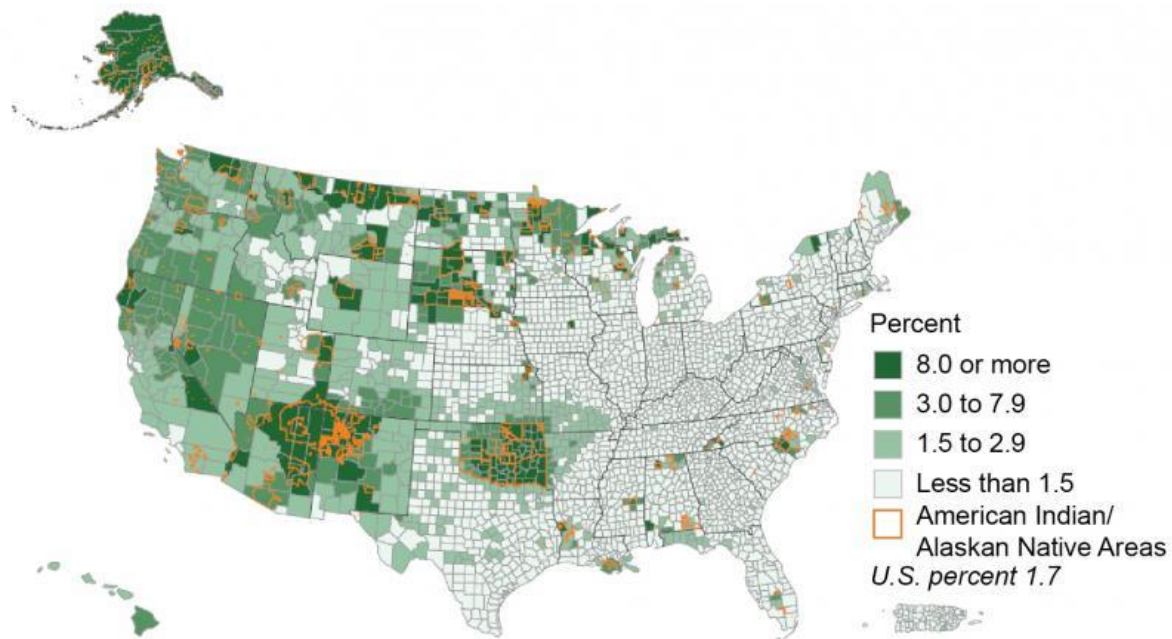 Percent
8.0 or more
3.0 to 7.9
1.5 to 2.9
Less than 1.5
American Indian/
Alaskan Native Areas
U.S. percent 1.7